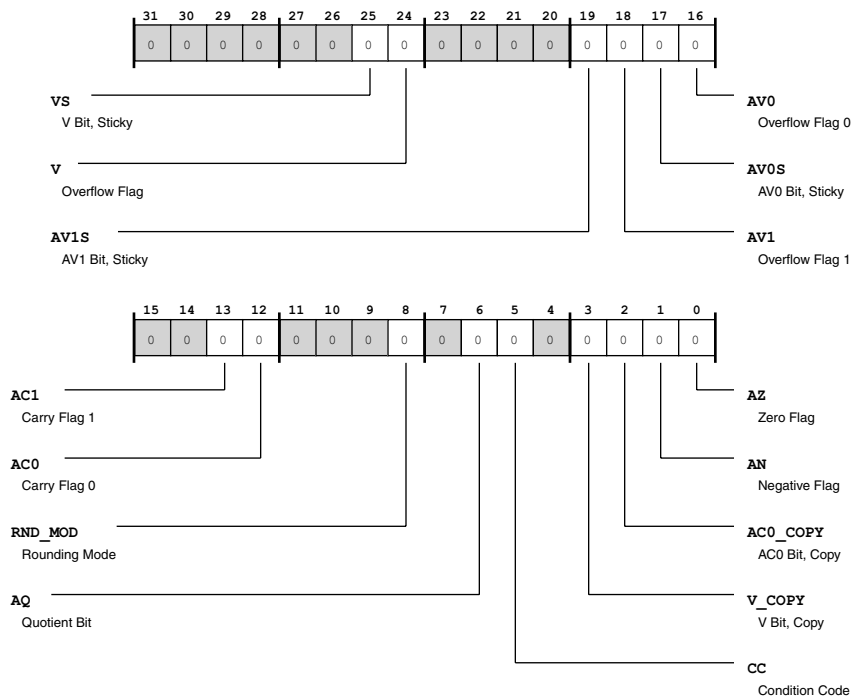 31 30 29 28 27 26 25 24 23 22 21 20 19 18 17 16
0 0 0 0 0 0 0 0 0 0 0 0 0 0 0 0
VS
V Bit, Sticky
V
Overflow Flag
AV1S
AV1 Bit, Sticky
AV0
Overflow Flag 0
AV0S
AV0 Bit, Sticky
AV1
Overflow Flag 1
15 14 13 12 11 10 9 8 7 6 5 4 3 2 1 0
0 0 0 0 0 0 0 0 0 0 0 0 0 0 0 0
AC1
Carry Flag 1
AC0
Carry Flag 0
RND_MOD
Rounding Mode
AQ
Quotient Bit
AZ
Zero Flag
AN
Negative Flag
AC0_COPY
AC0 Bit, Copy
V_COPY
V Bit, Copy
CC
Condition Code